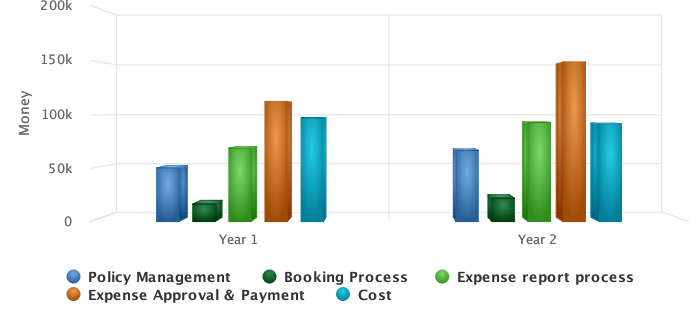 200k
150k
100k
50k
0
Money
Year 1
Year 2
Policy Management
Booking Process
Expense report process
Expense Approval & Payment
Cost